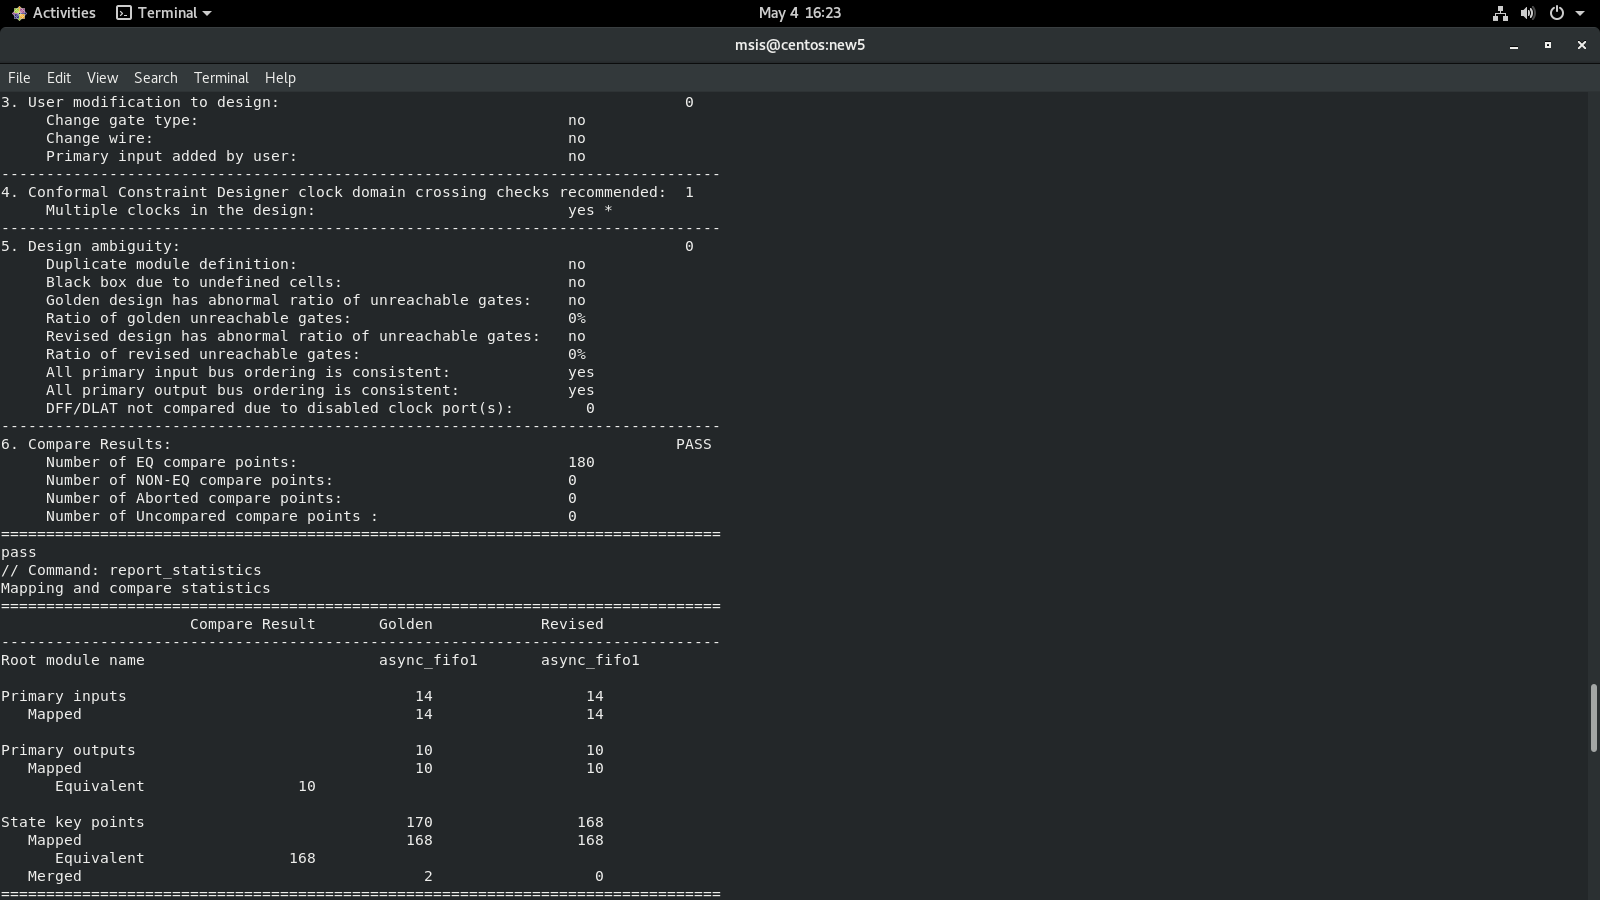 Activities Terminal May 4 16:23
msis@centos:new5
File Edit View Search Terminal Help
3. User modification to design: 0
Change gate type: no
Change wire: no
Primary input added by user: no
--------------------------------------------------------------------------------
4. Conformal Constraint Designer clock domain crossing checks recommended: 1
Multiple clocks in the design: yes *
--------------------------------------------------------------------------------
5. Design ambiguity: 0
Duplicate module definition: no
Black box due to undefined cells: no
Golden design has abnormal ratio of unreachable gates: no
Ratio of golden unreachable gates: 0%
Revised design has abnormal ratio of unreachable gates: no
Ratio of revised unreachable gates: 0%
All primary input bus ordering is consistent: yes
All primary output bus ordering is consistent: yes
DFF/DLAT not compared due to disabled clock port(s): 0
--------------------------------------------------------------------------------
6. Compare Results: PASS
Number of EQ compare points: 180
Number of NON-EQ compare points: 0
Number of Aborted compare points: 0
Number of Uncompared compare points : 0
================================================================================
pass
// Command: report_statistics
Mapping and compare statistics
================================================================================
Compare Result Golden Revised
--------------------------------------------------------------------------------
Root module name async_fifo1 async_fifo1
Primary inputs 14 14
Mapped 14 14
Primary outputs 10 10
Mapped 10 10
Equivalent 10
State key points 170 168
Mapped 168 168
Equivalent 168
Merged 2 0
================================================================================